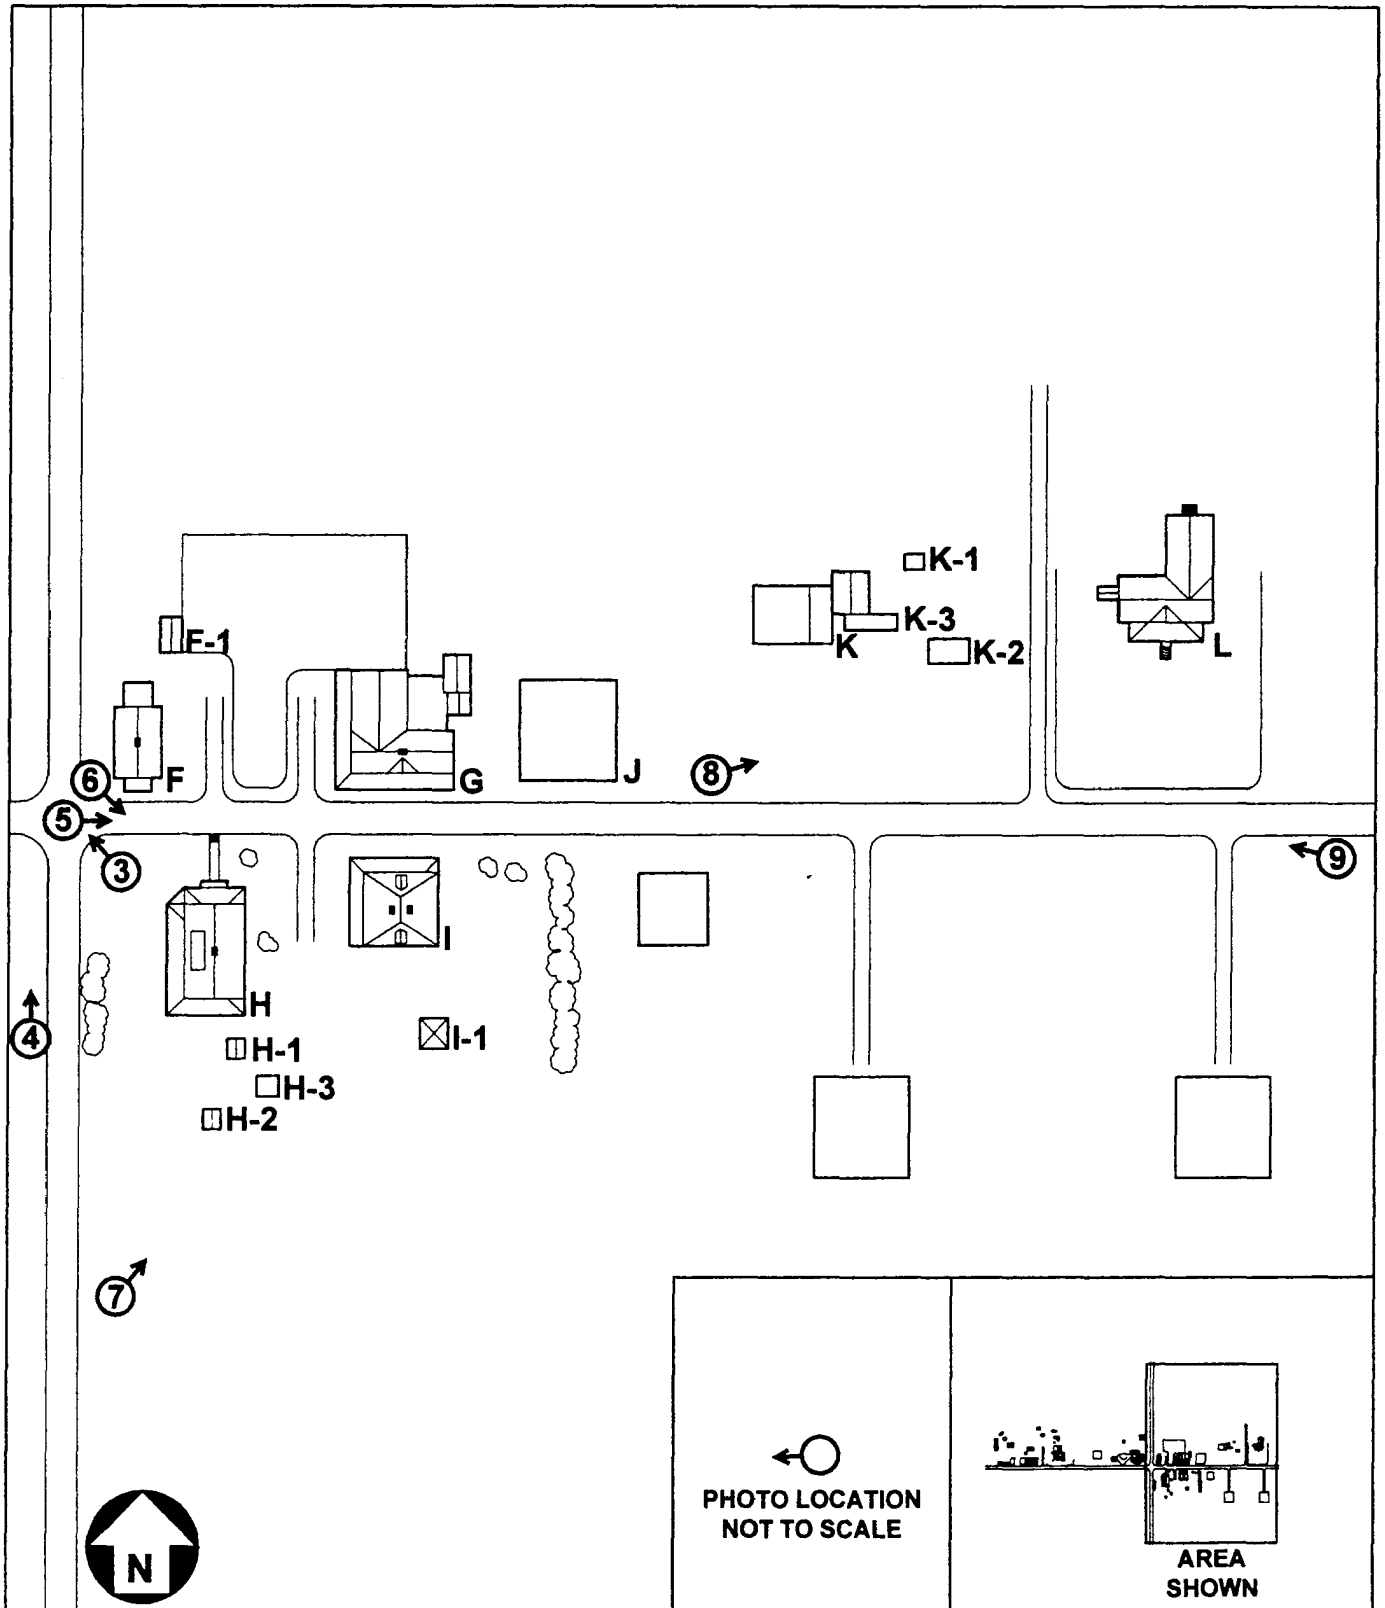 K-1
K-3
F-1
K
K-2
L
6
F
G
J
8
5
3
9
I
H
4
H-1
I-1
H-3
H-2
7
PHOTO LOCATION
NOT TO SCALE
N
AREA
SHOWN